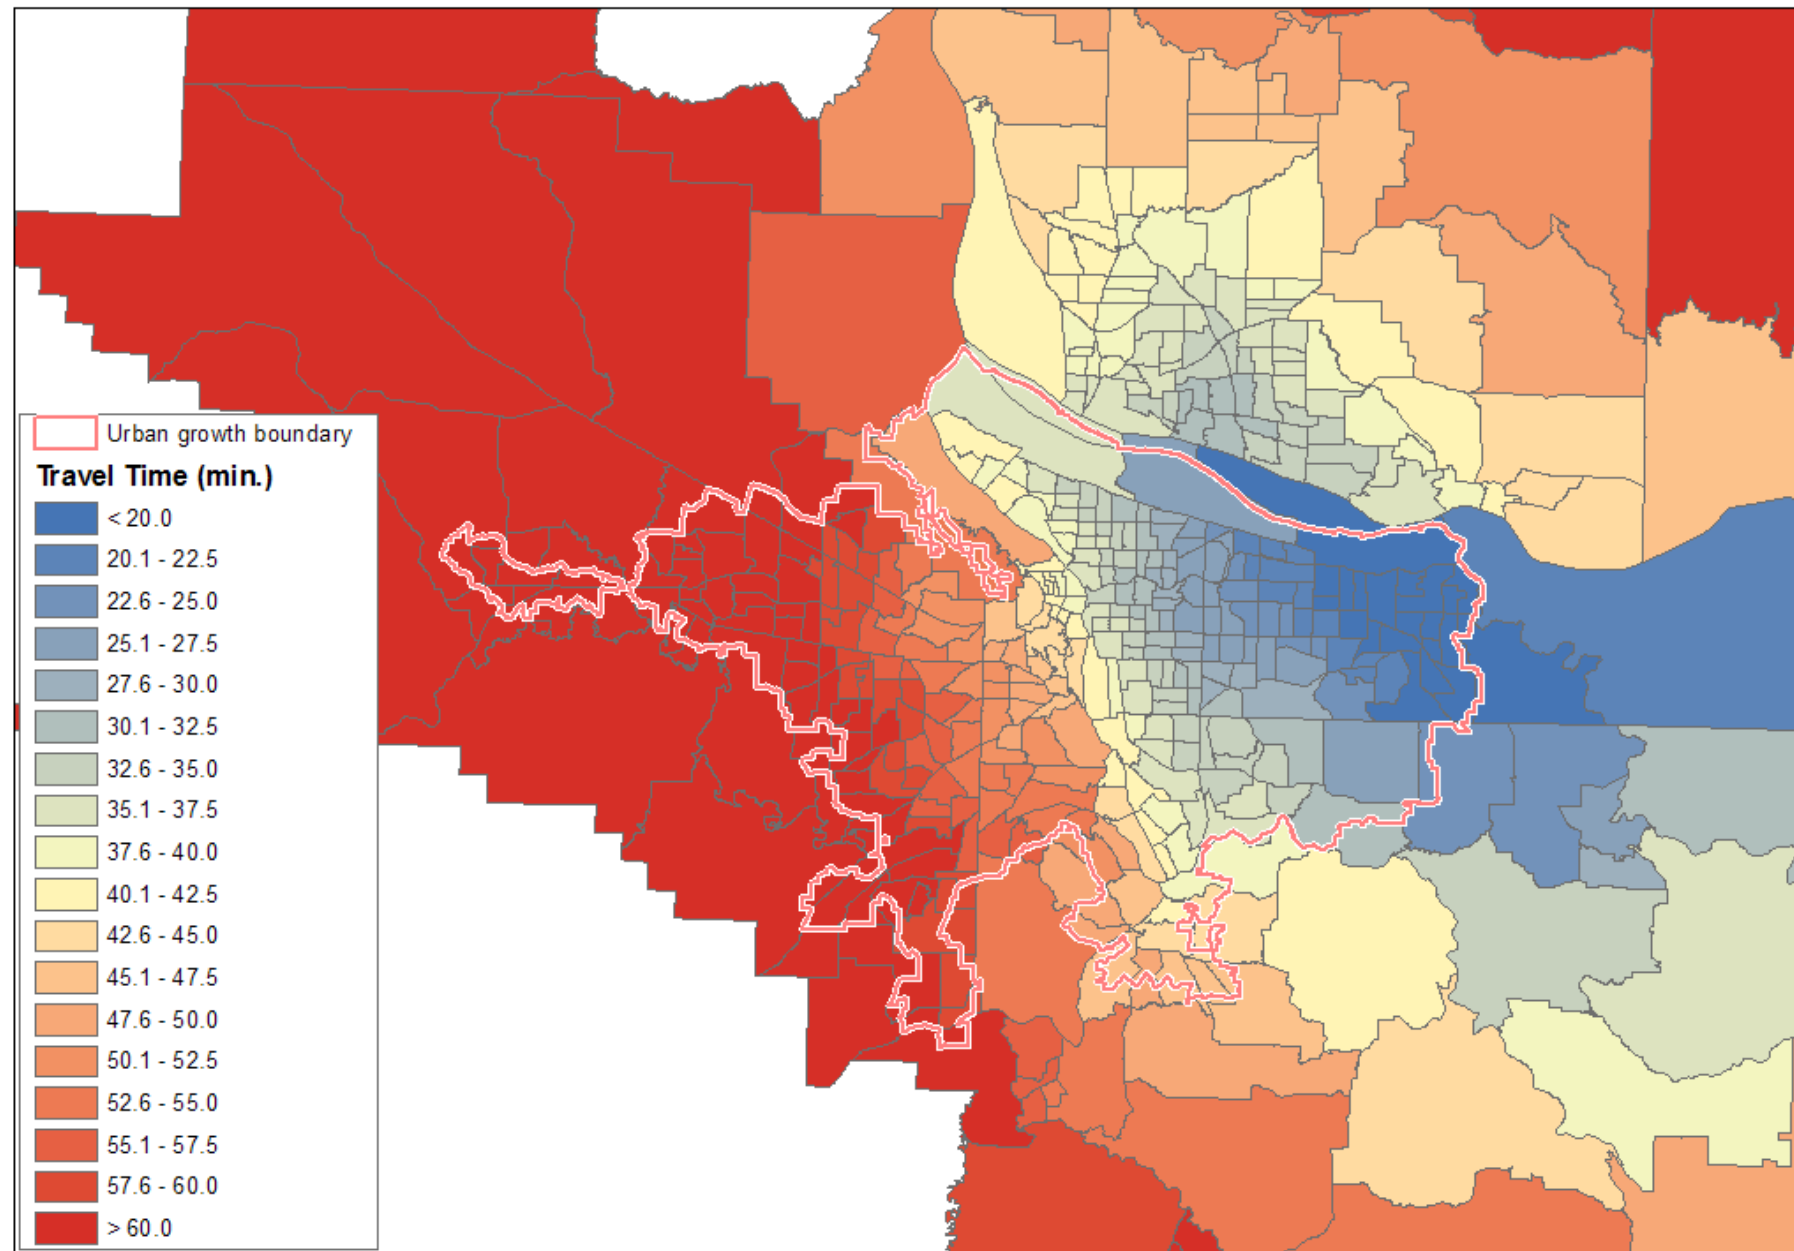 Urban growth boundary
Travel Time (min.)
< 20.0
20.1 - 22.5
22.6 - 25.0
25.1 - 27.5
27.6 - 30.0
30.1 - 32.5
32.6 - 35.0
35.1 - 37.5
37.6 - 40.0
40.1 - 42.5
42.6 - 45.0
45.1 - 47.5
47.6 - 50.0
50.1 - 52.5
52.6 - 55.0
55.1 - 57.5
57.6 - 60.0
> 60.0